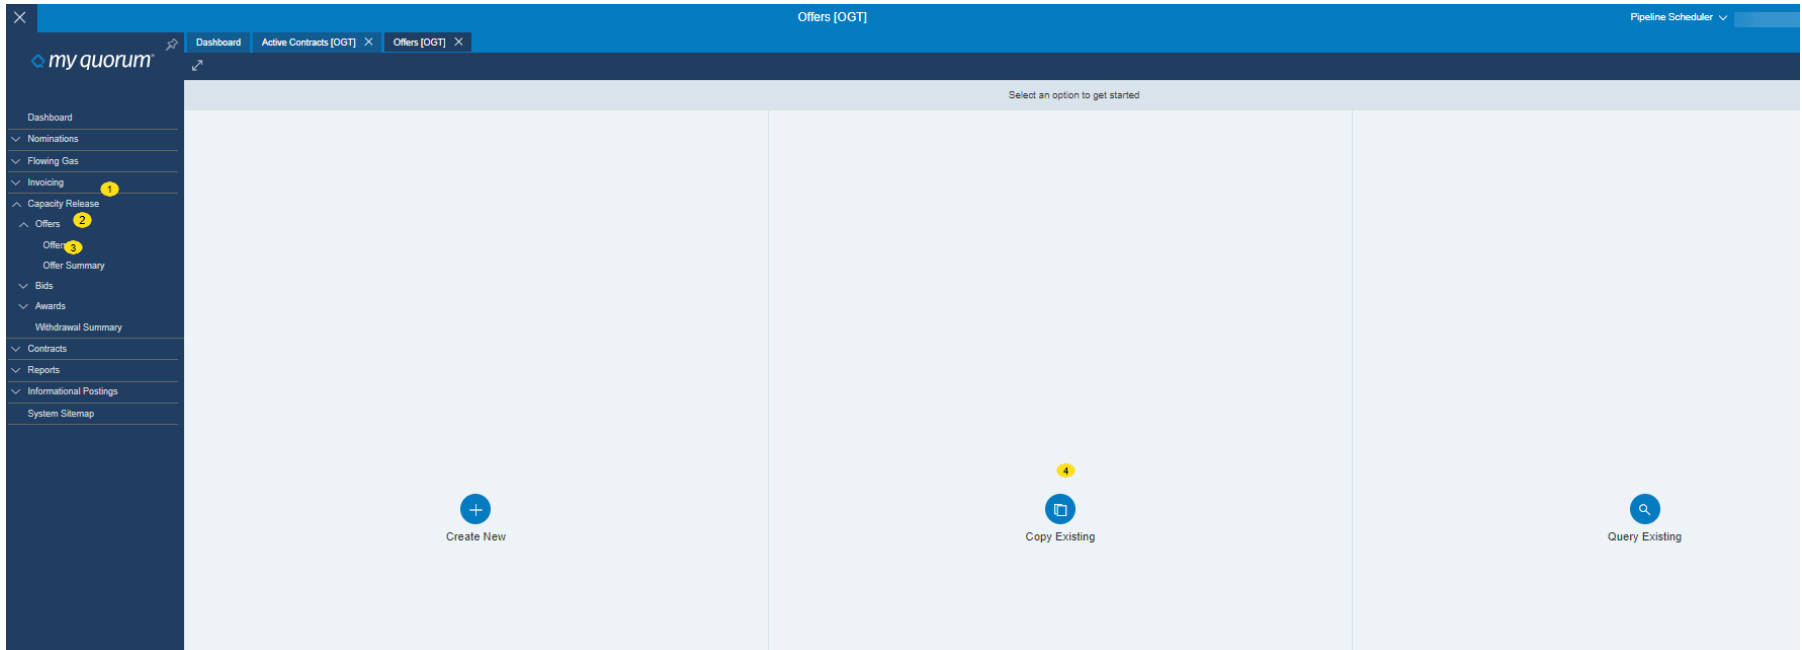 Offers [OGT]
Pipeline Scheduler
Dashboard
Active Contracts [OGT]
Offers [OGT]
my quorum
Select an option to get started
Dashboard
Nominations
Flowing Gas
Invoicing
1
Capacity Release
Offers
2
3
Offer Summary
Bids
Awards
Withdrawal Summary
Contracts
Reports
Informational Postings
System Sitemap
4
Create New
Copy Existing
Query Existing